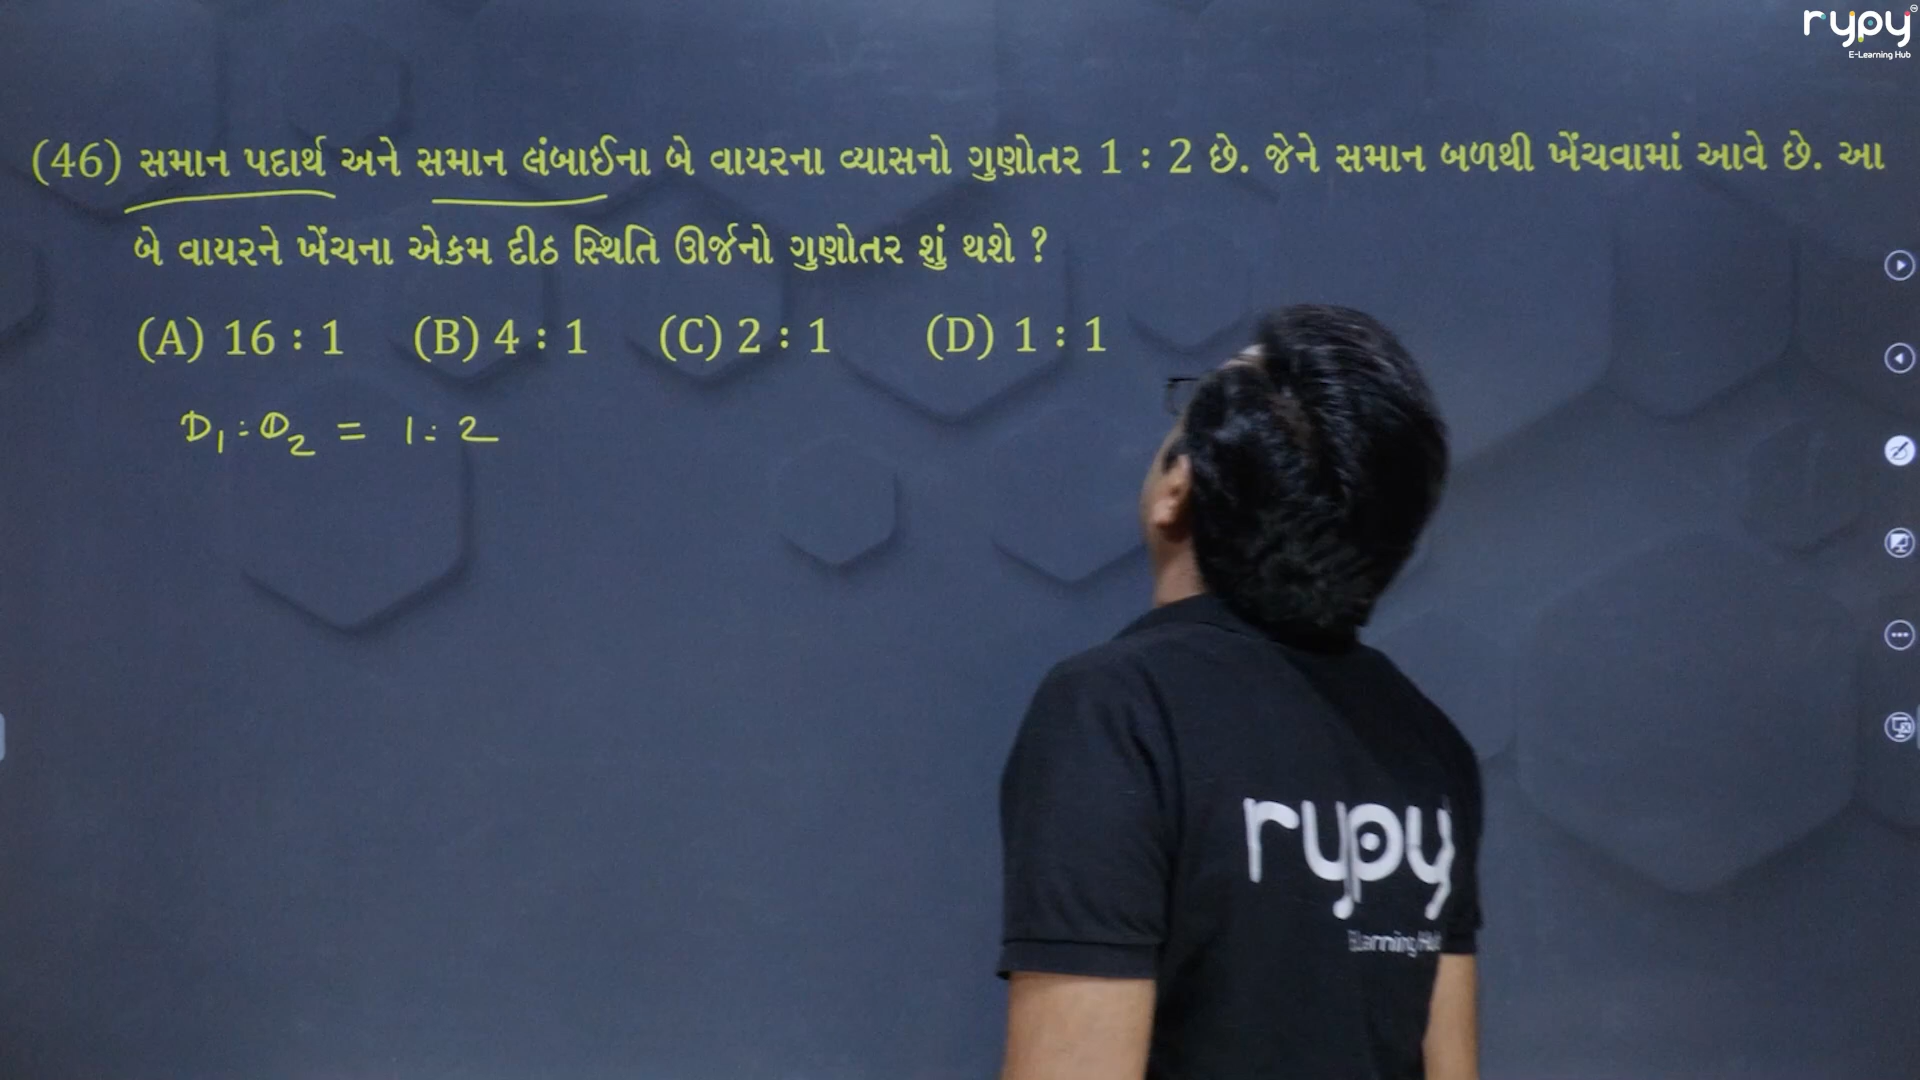 rypy
E-Learning Hub
(46) સમાન પદાર્થ અને સમાન લંબાઈના બે વાયરના વ્યાસનો ગુણોતર 1 : 2 છે. જેને સમાન બળથી ખેંચવામાં આવે છે. આ
બે વાયરને ખેંચના એકમ દીઠ સ્થિતિ ઊર્જનો ગુણોતર શું થશે ?
(A) 16 : 1 (B) 4 : 1 (C) 2 : 1 (D) 1 : 1
D₁ : D₂ = 1 : 2
rypy